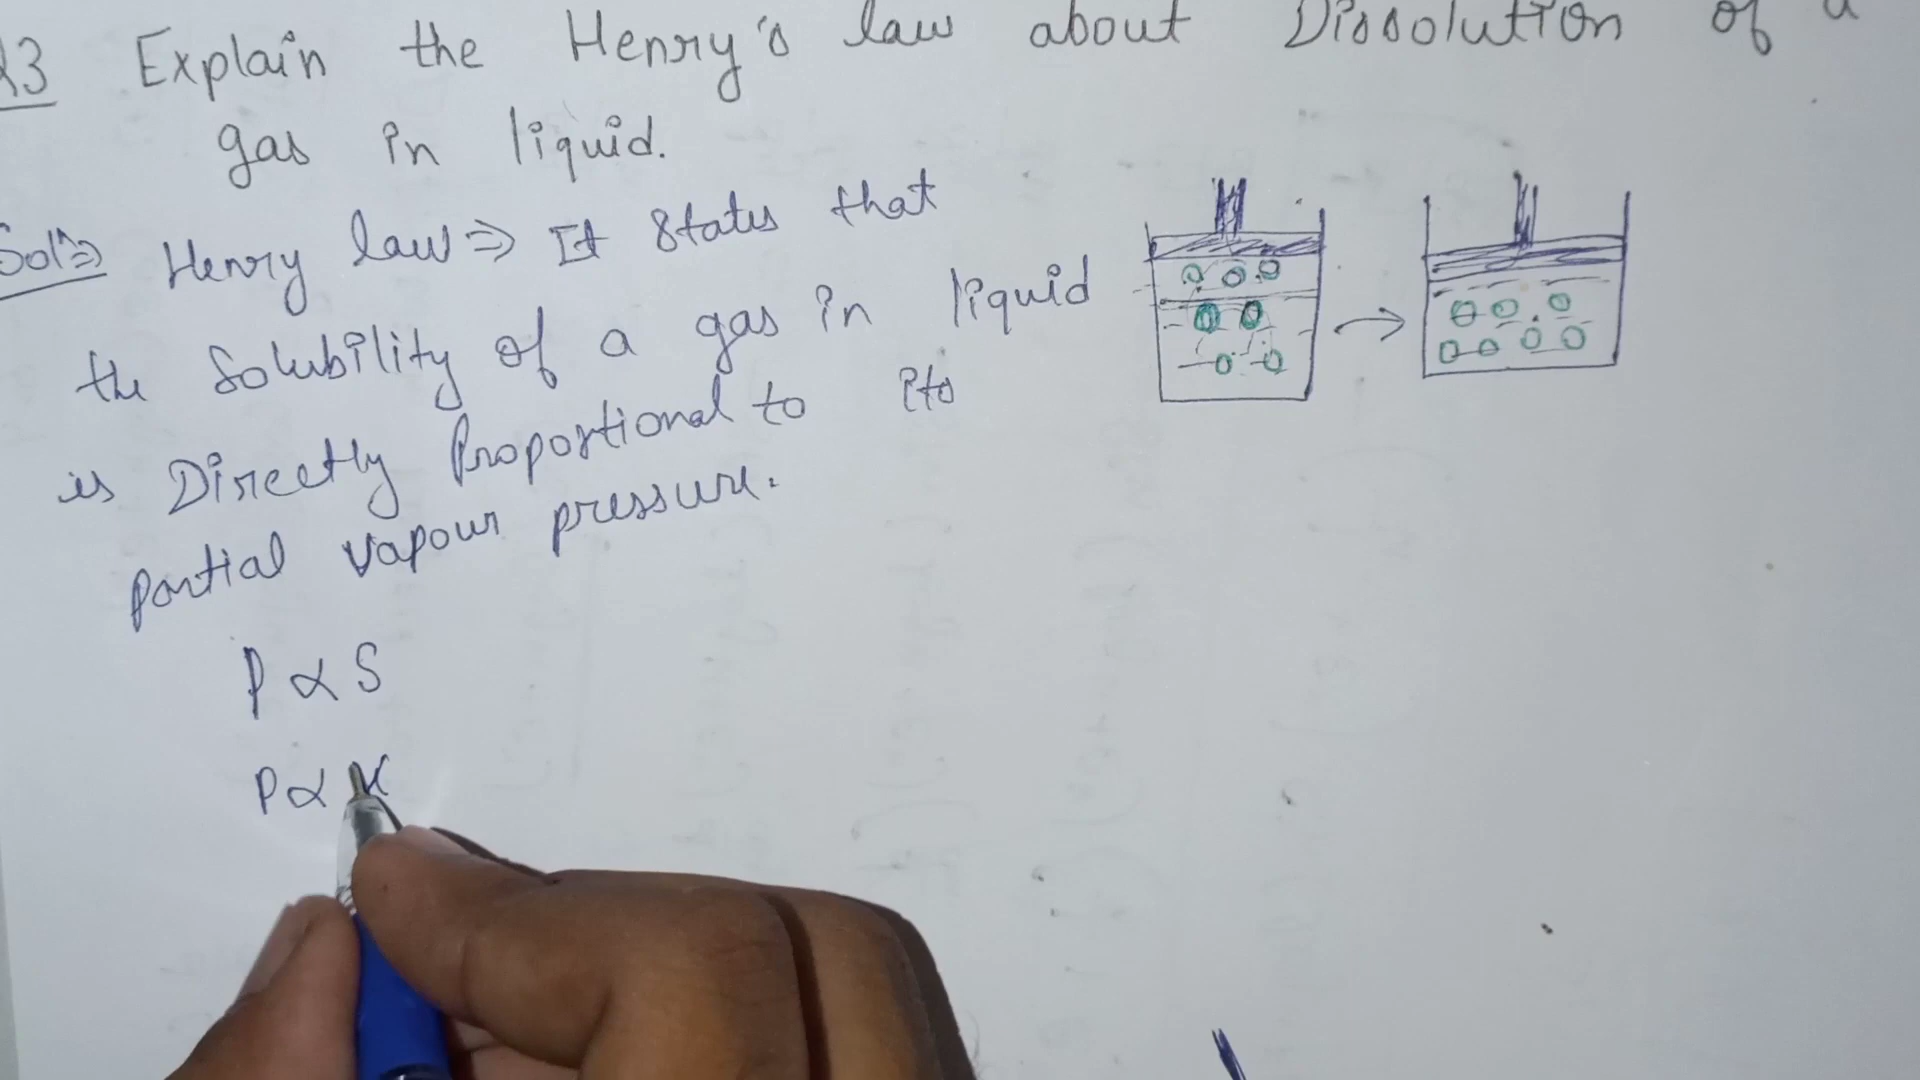 Q3 Explain the Henry's law about Dissolution of a
gas in liquid.
Sol⇒ Henry law ⇒ It States that
the Solubility of a gas in liquid
is Directly Proportional to its
partial vapour pressure.
P ∝ S
P ∝